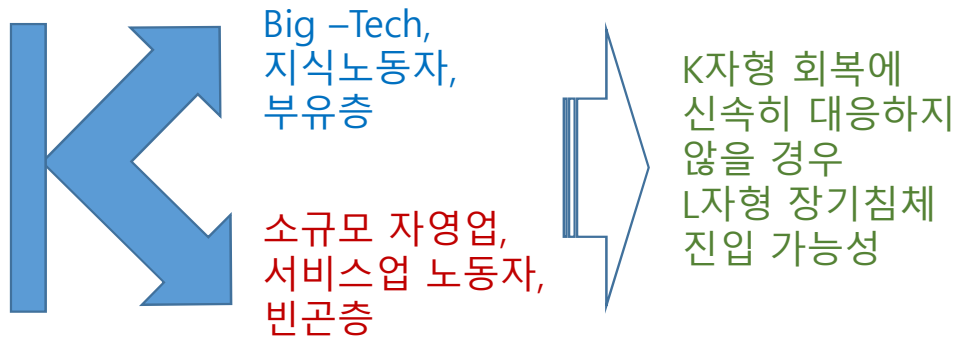 Big –Tech,
지식노동자,
부유층
소규모 자영업,
서비스업 노동자,
빈곤층
K자형 회복에
신속히 대응하지
않을 경우
L자형 장기침체
진입 가능성